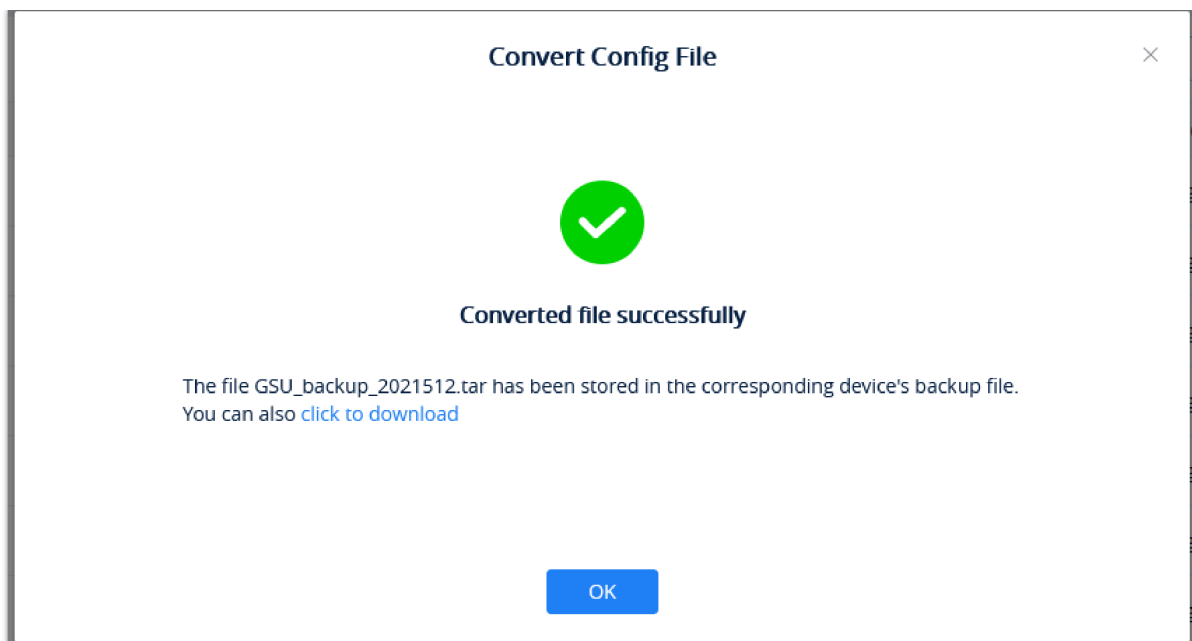 Convert Config File
Converted file successfully
The file GSU_backup_2021512.tar has been stored in the corresponding device's backup file.
You can also click to download
OK